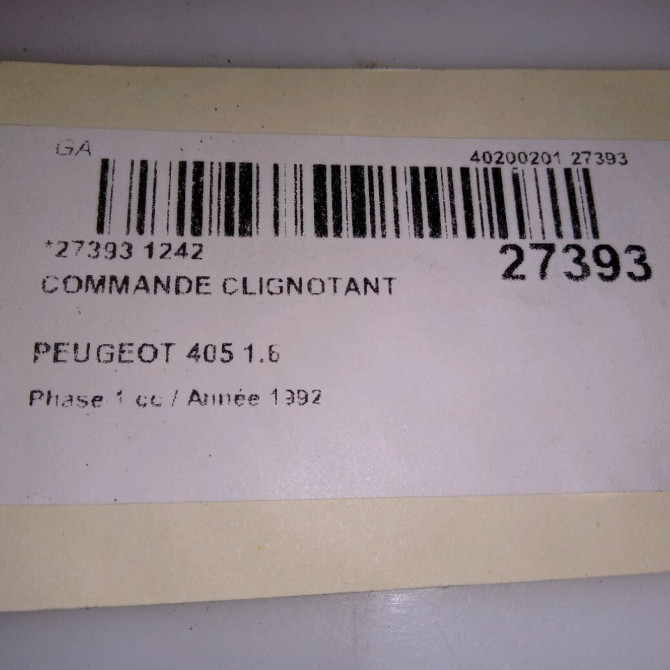 GA
40200201 27393
*27393 1242
27393
COMMANDE CLIGNOTANT
PEUGEOT 405 1.6
Phase 1 cc / Année 1992